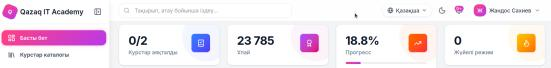 Qazaq IT Academy
Тақырып, атау бойынша іздеу...
Қазақша
Жандос Сакиев
Басты бет
Курстар каталогы
0/2
Курстар аяқталды
23 785
Ұпай
18.8%
Прогресс
0
Жүйелі режим